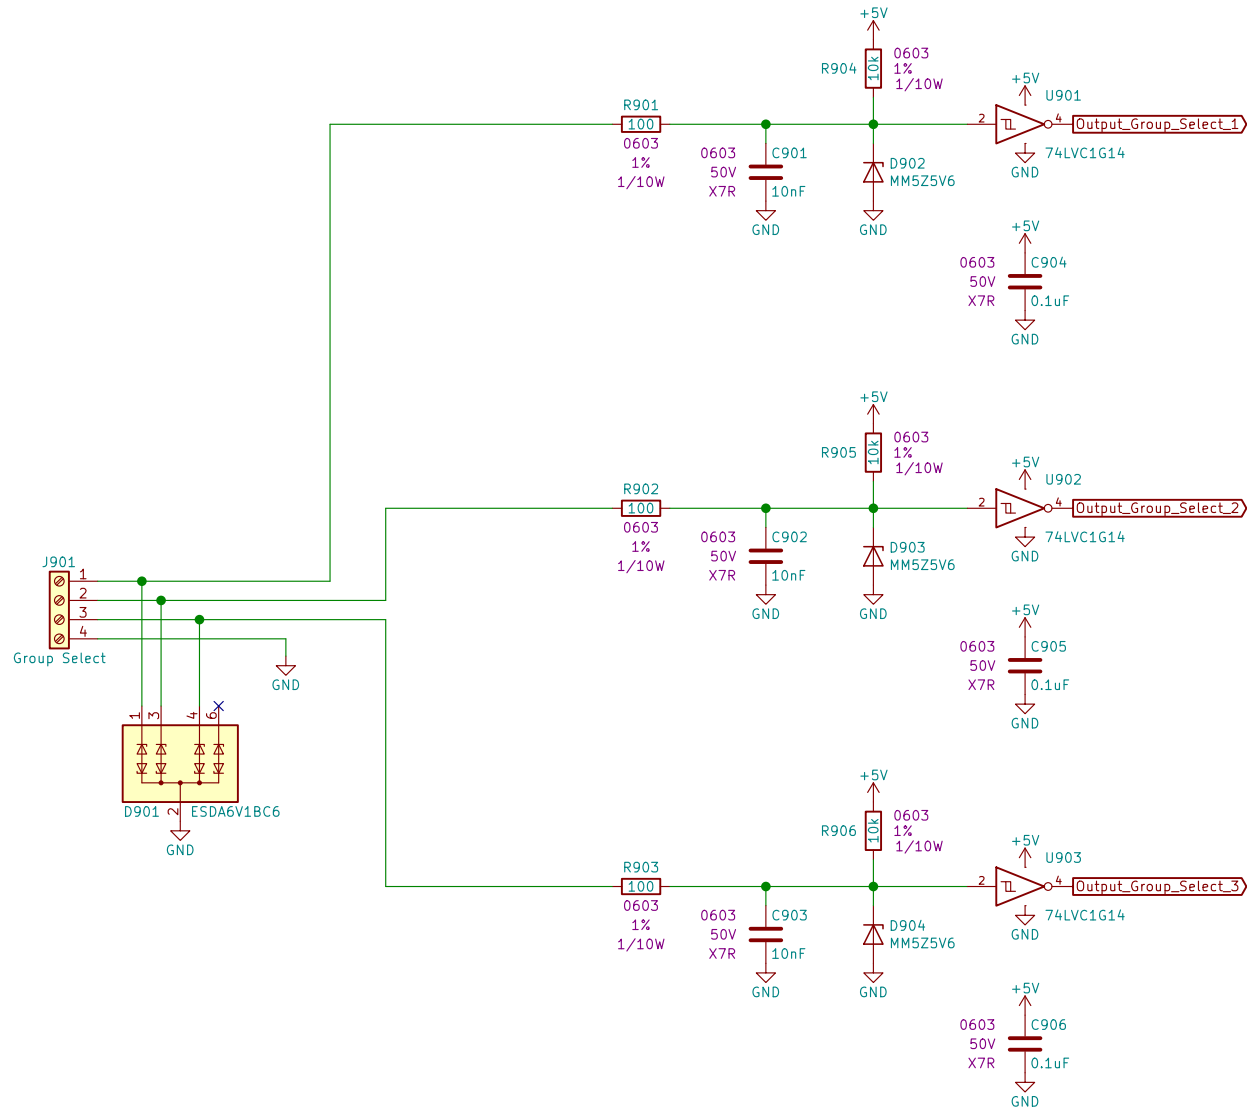 +5V
R904
10k
0603
1%
1/10W
R901
100
0603
1%
1/10W
0603
50V
X7R
C901
10nF
GND
D902
MM5Z5V6
GND
+5V
U901
2
4
Output_Group_Select_1
GND
74LVC1G14
+5V
0603
50V
X7R
C904
0.1uF
GND
+5V
R905
10k
0603
1%
1/10W
R902
100
0603
1%
1/10W
0603
50V
X7R
C902
10nF
GND
D903
MM5Z5V6
GND
+5V
U902
2
4
Output_Group_Select_2
GND
74LVC1G14
+5V
0603
50V
X7R
C905
0.1uF
GND
J901
1
2
3
4
Group Select
GND
1
3
4
6
D901
2
ESDA6V1BC6
GND
+5V
R906
10k
0603
1%
1/10W
R903
100
0603
1%
1/10W
0603
50V
X7R
C903
10nF
GND
D904
MM5Z5V6
GND
+5V
U903
2
4
Output_Group_Select_3
GND
74LVC1G14
+5V
0603
50V
X7R
C906
0.1uF
GND